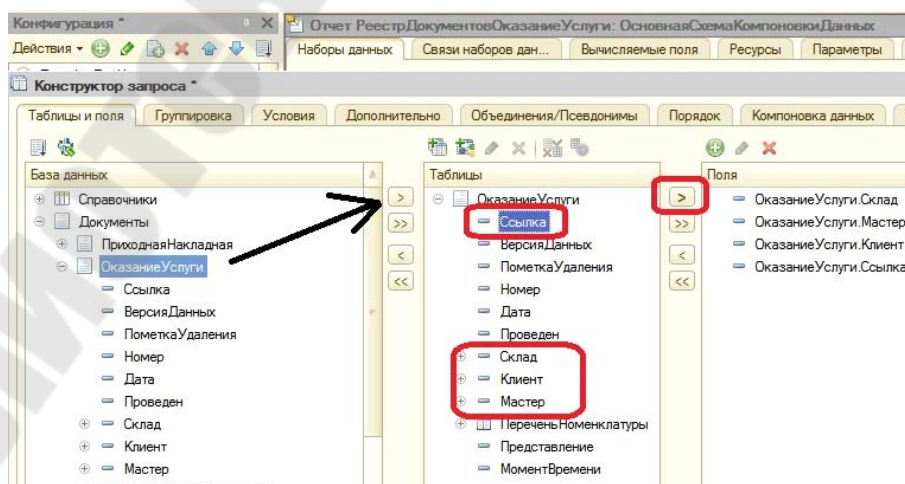 Конфигурация *
Отчет РеестрДокументовОказаниеУслуги: ОсновнаяСхемаКомпоновкиДанных
Действия
Наборы данных
Связи наборов дан...
Вычисляемые поля
Ресурсы
Параметры
Конструктор запроса *
Таблицы и поля
Группировка
Условия
Дополнительно
Объединения/Псевдонимы
Порядок
Компоновка данных
База данных
Справочники
Документы
ПриходнаяНакладная
ОказаниеУслуги
Ссылка
ВерсияДанных
ПометкаУдаления
Номер
Дата
Проведен
Склад
Клиент
Мастер
>
>>
<
<<
Таблицы
ОказаниеУслуги
Ссылка
ВерсияДанных
ПометкаУдаления
Номер
Дата
Проведен
Склад
Клиент
Мастер
ПереченьНоменклатуры
Представление
МоментВремени
>
>>
<
<<
Поля
ОказаниеУслуги.Склад
ОказаниеУслуги.Мастер
ОказаниеУслуги.Клиент
ОказаниеУслуги.Ссылка